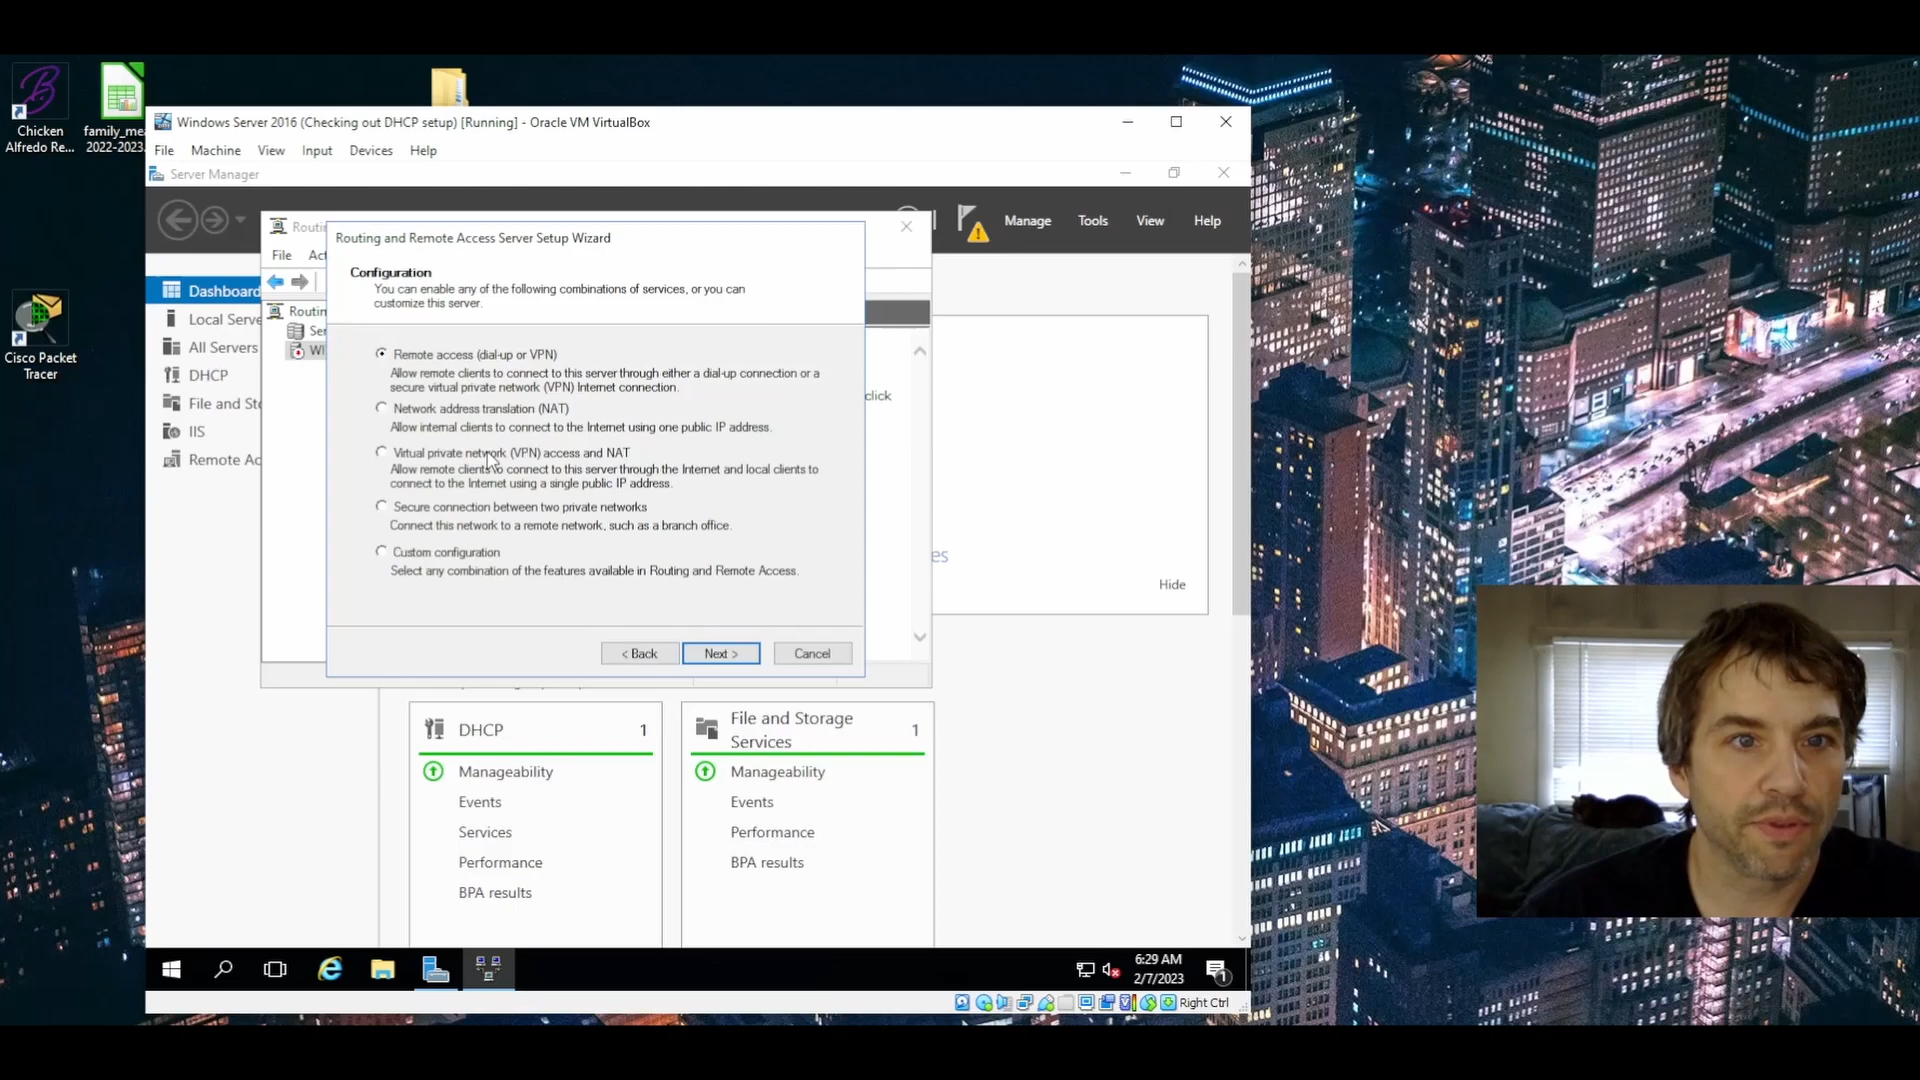 Chicken
Alfredo Re...
family_mea
2022-2023.
Cisco Packet
Tracer
Windows Server 2016 (Checking out DHCP setup) [Running] - Oracle VM VirtualBox
File Machine View Input Devices Help
Server Manager
Manage Tools View Help
Routing and Remote Access Server Setup Wizard
File
Configuration
You can enable any of the following combinations of services, or you can
customize this server.
Dashboard
Local Serve
All Servers
DHCP
File and Sto
IIS
Remote Ac
Routin
Ser
WI
Remote access (dial-up or VPN)
Allow remote clients to connect to this server through either a dial-up connection or a
secure virtual private network (VPN) Internet connection.
Network address translation (NAT)
Allow internal clients to connect to the Internet using one public IP address.
Virtual private network (VPN) access and NAT
Allow remote clients to connect to this server through the Internet and local clients to
connect to the Internet using a single public IP address.
Secure connection between two private networks
Connect this network to a remote network, such as a branch office.
Custom configuration
Select any combination of the features available in Routing and Remote Access.
< Back Next > Cancel
click
es
Hide
DHCP 1
Manageability
Events
Services
Performance
BPA results
File and Storage
Services 1
Manageability
Events
Performance
BPA results
6:29 AM
2/7/2023
1
Right Ctrl